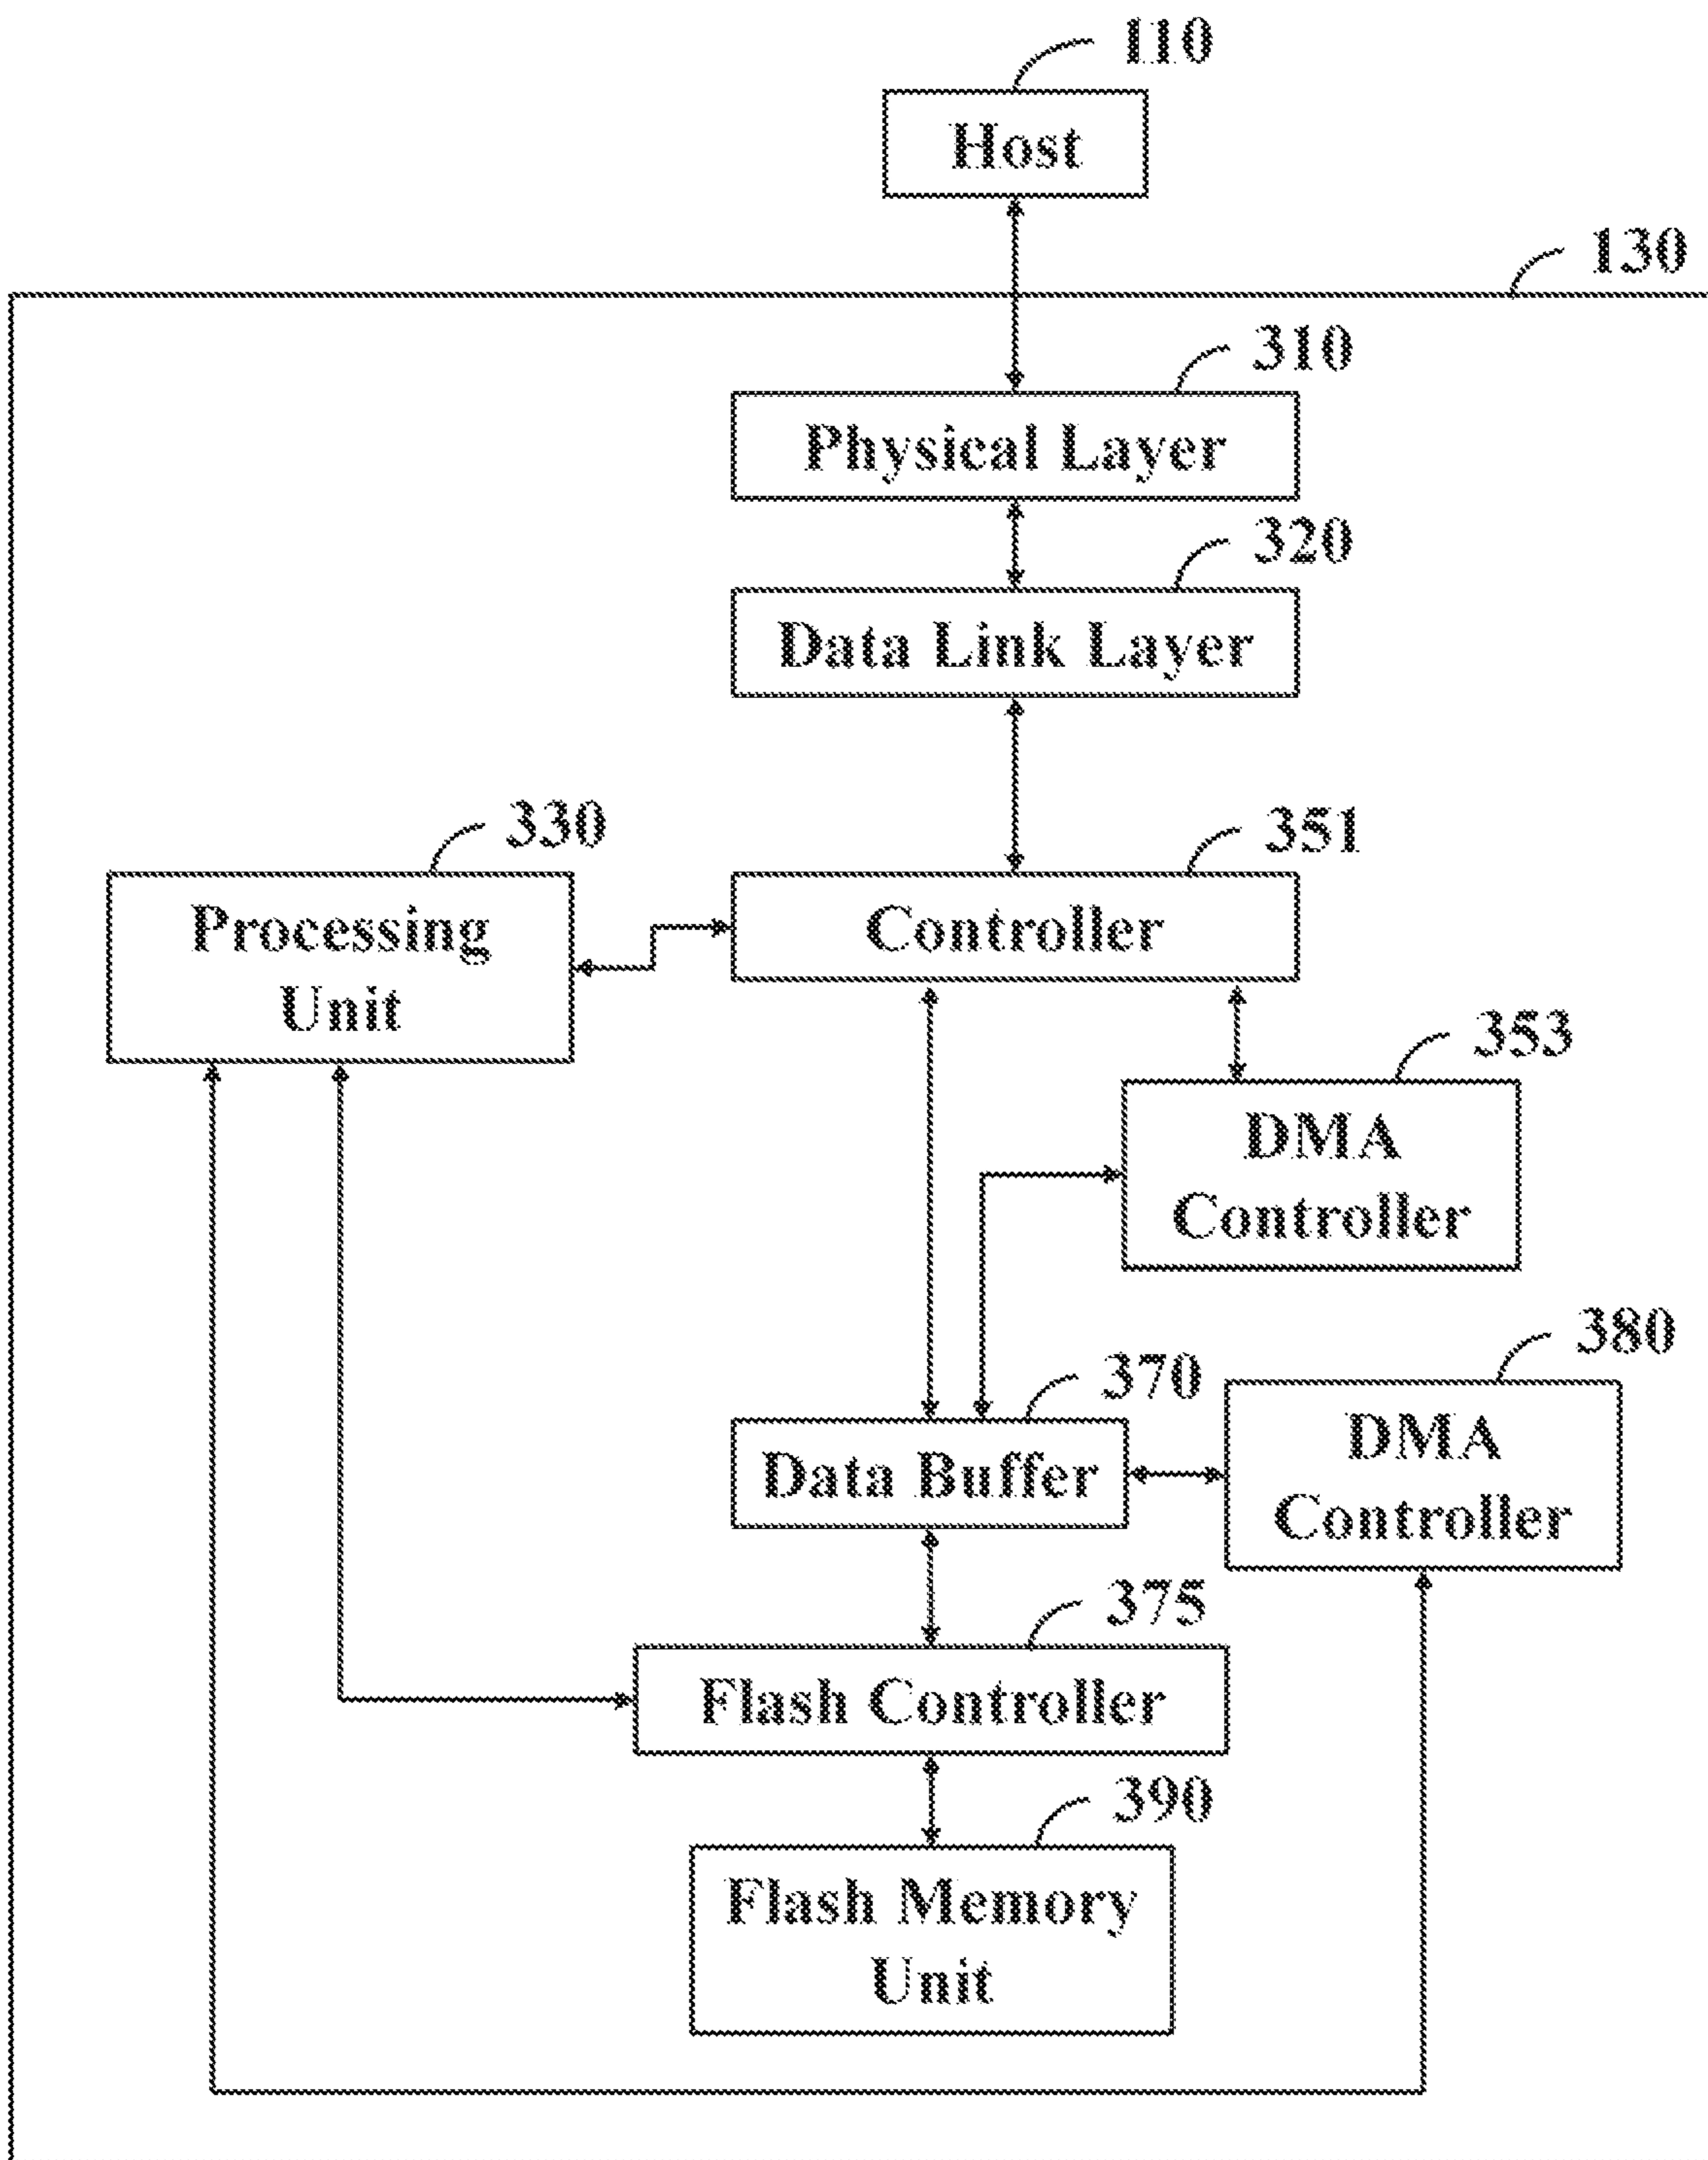 110
Host
130
310
Physical Layer
320
Data Link Layer
330
351
Processing
Unit
Controller
353
DMA
Controller
380
370
DMA
Controller
Data Buffer
375
Flash Controller
390
Flash Memory
Unit